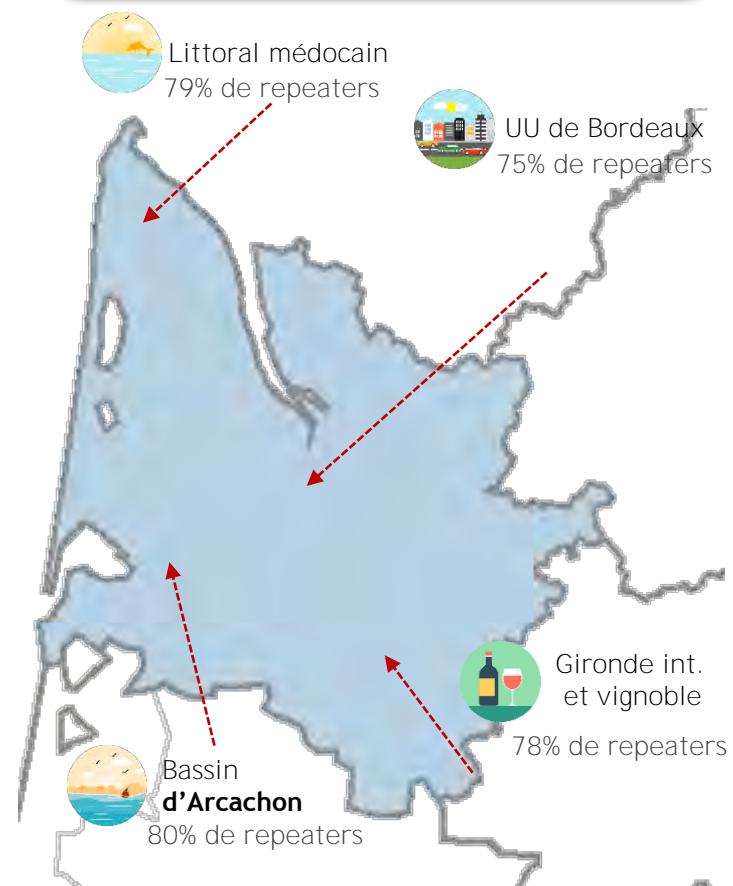 Littoral médocain
79% de repeaters
UU de Bordeaux
75% de repeaters
Gironde int.
et vignoble
78% de repeaters
Bassin
d’Arcachon
80% de repeaters